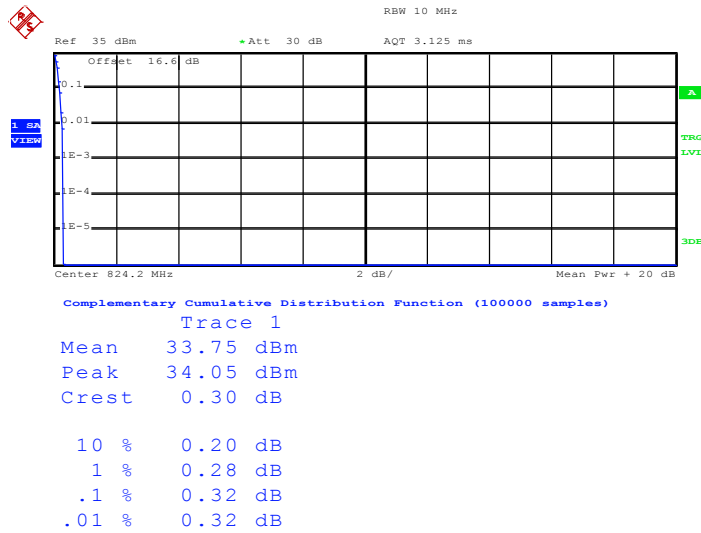 RBW 10 MHz
Ref 35 dBm * Att 30 dB AQT 3.125 ms
Offset 16.6 dB
0.1
A
0.01
1 SA
VIEW
TRG
LVL
1E-3
1E-4
1E-5
3DB
Center 824.2 MHz 2 dB/ Mean Pwr + 20 dB
Complementary Cumulative Distribution Function (100000 samples)
Trace 1
Mean 33.75 dBm
Peak 34.05 dBm
Crest 0.30 dB
10 % 0.20 dB
1 % 0.28 dB
.1 % 0.32 dB
.01 % 0.32 dB